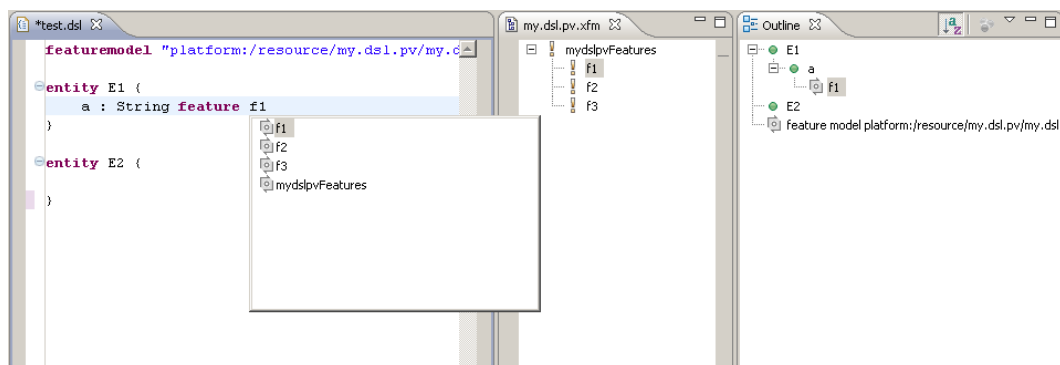 *test.dsl
featuremodel "platform:/resource/my.dsl.pv/my.d
entity E1 {
a : String feature f1
}
entity E2 {
}
f1
f2
f3
mydslpvFeatures
my.dsl.pv.xfm
mydslpvFeatures
f1
f2
f3
Outline
E1
a
f1
E2
feature model platform:/resource/my.dsl.pv/my.dsl